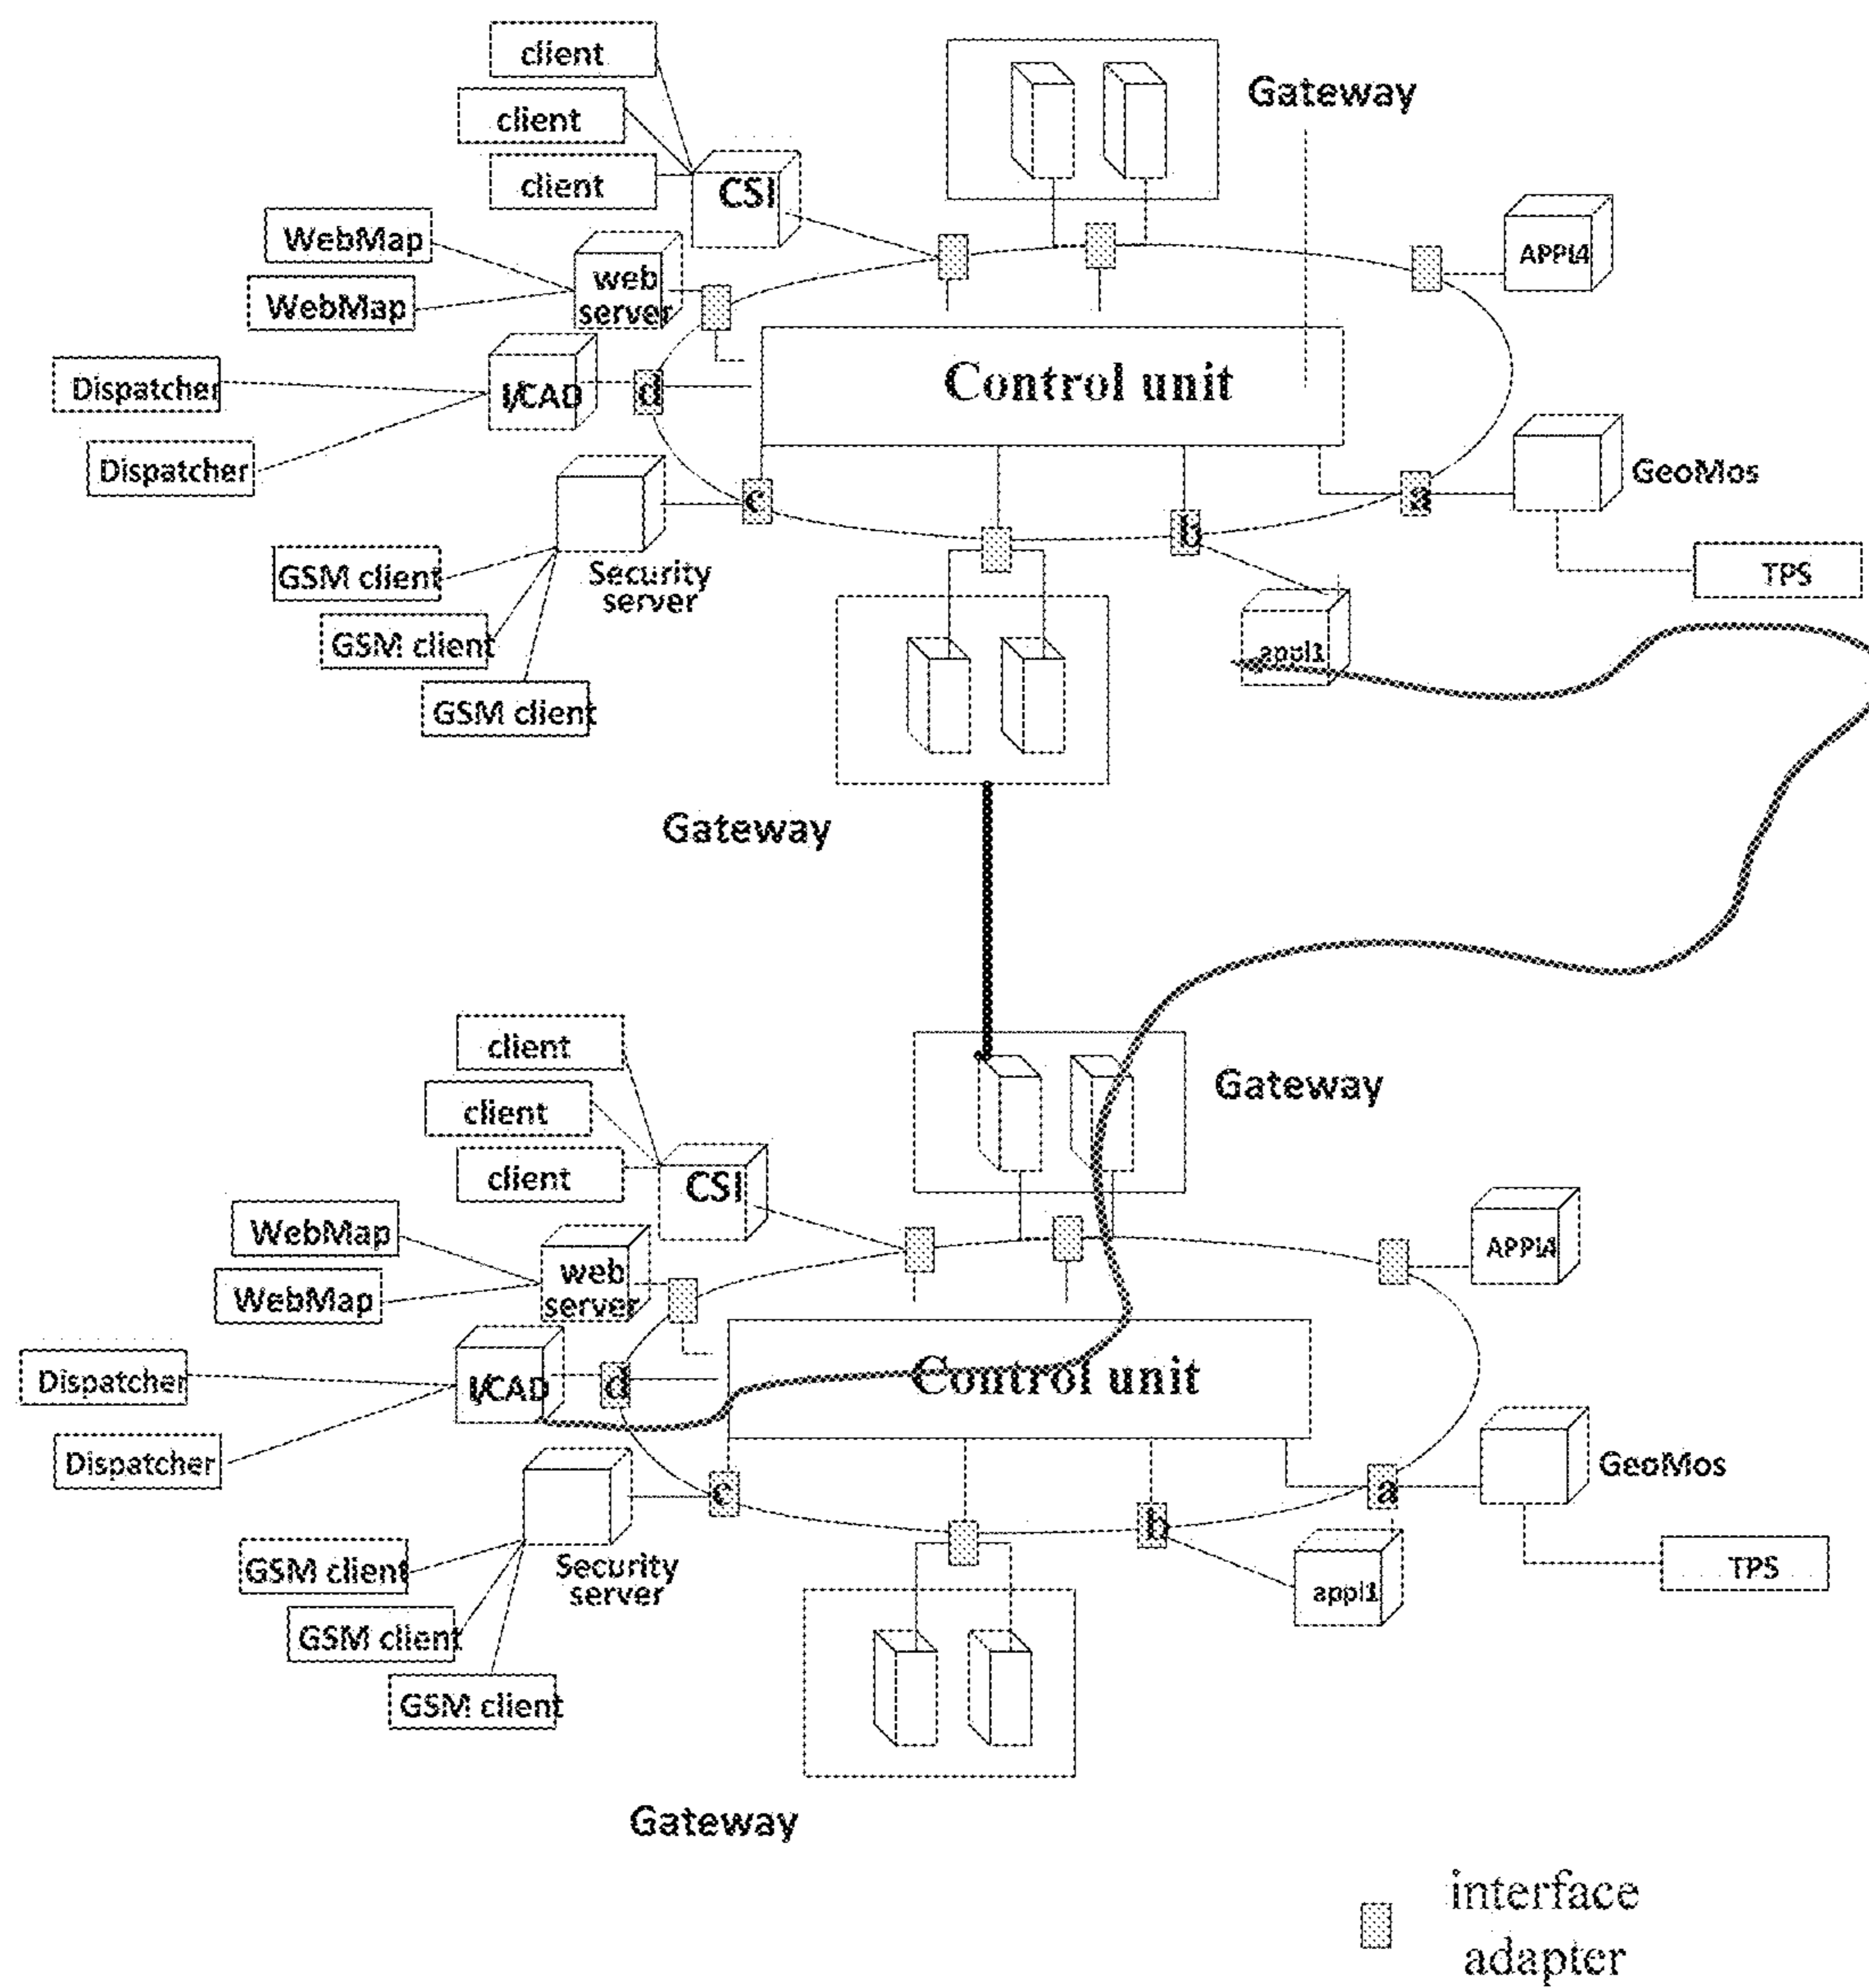 client
Gateway
client
client
CSI
WebMap
APPl4
web
server
WebMap
Control unit
Dispatcher
I/CAD
d
Dispatcher
GeoMos
c
a
b
GSM client
Security
server
TPS
GSM client
appl1
GSM client
Gateway
client
Gateway
client
client
CSI
WebMap
APPl4
web
server
WebMap
Control unit
Dispatcher
I/CAD
d
Dispatcher
GeoMos
c
a
b
GSM client
Security
server
TPS
appl1
GSM client
GSM client
Gateway
interface
adapter